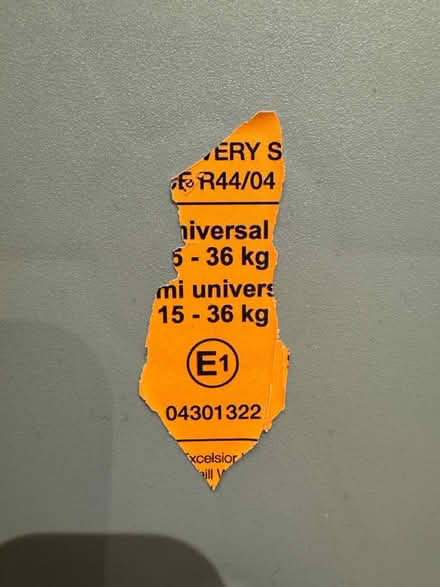 VERY S
R44/04
niversal
5 - 36 kg
mi univers
15 - 36 kg
E1
04301322
Excelsior